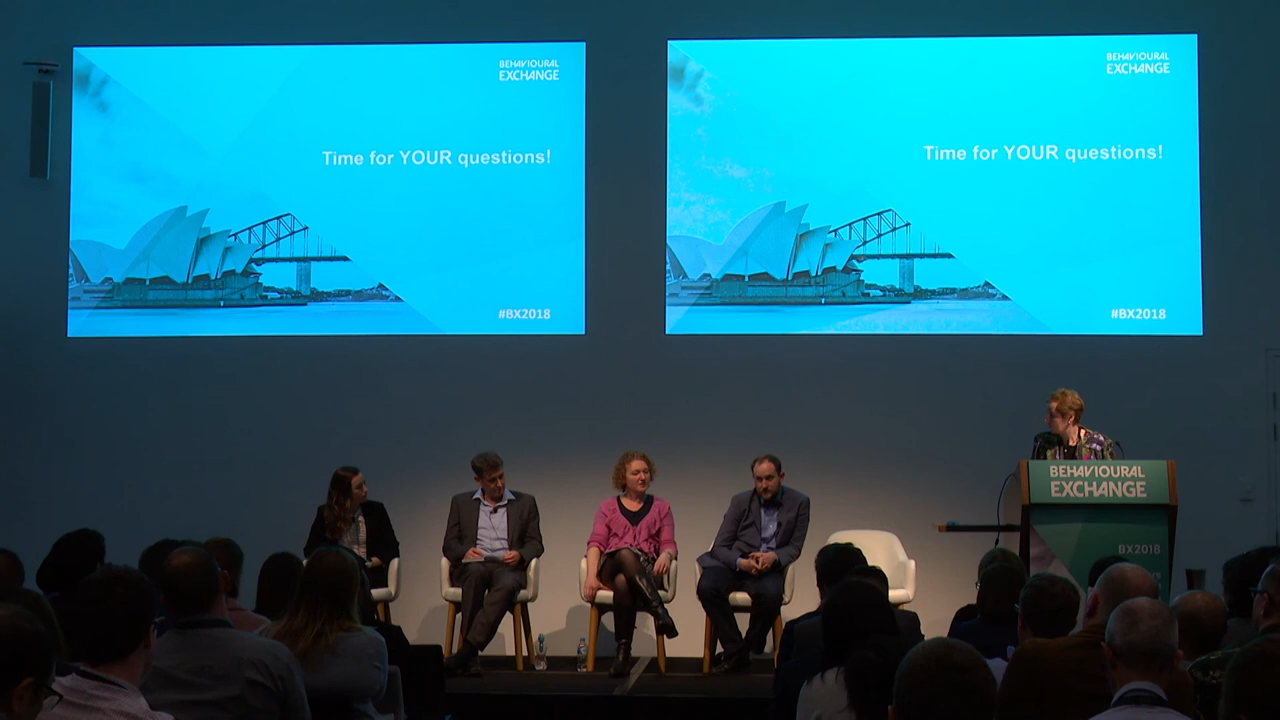 BEHAVIOURAL
EXCHANGE
Time for YOUR questions!
#BX2018
BEHAVIOURAL
EXCHANGE
Time for YOUR questions!
#BX2018
BEHAVIOURAL
EXCHANGE
BX2018